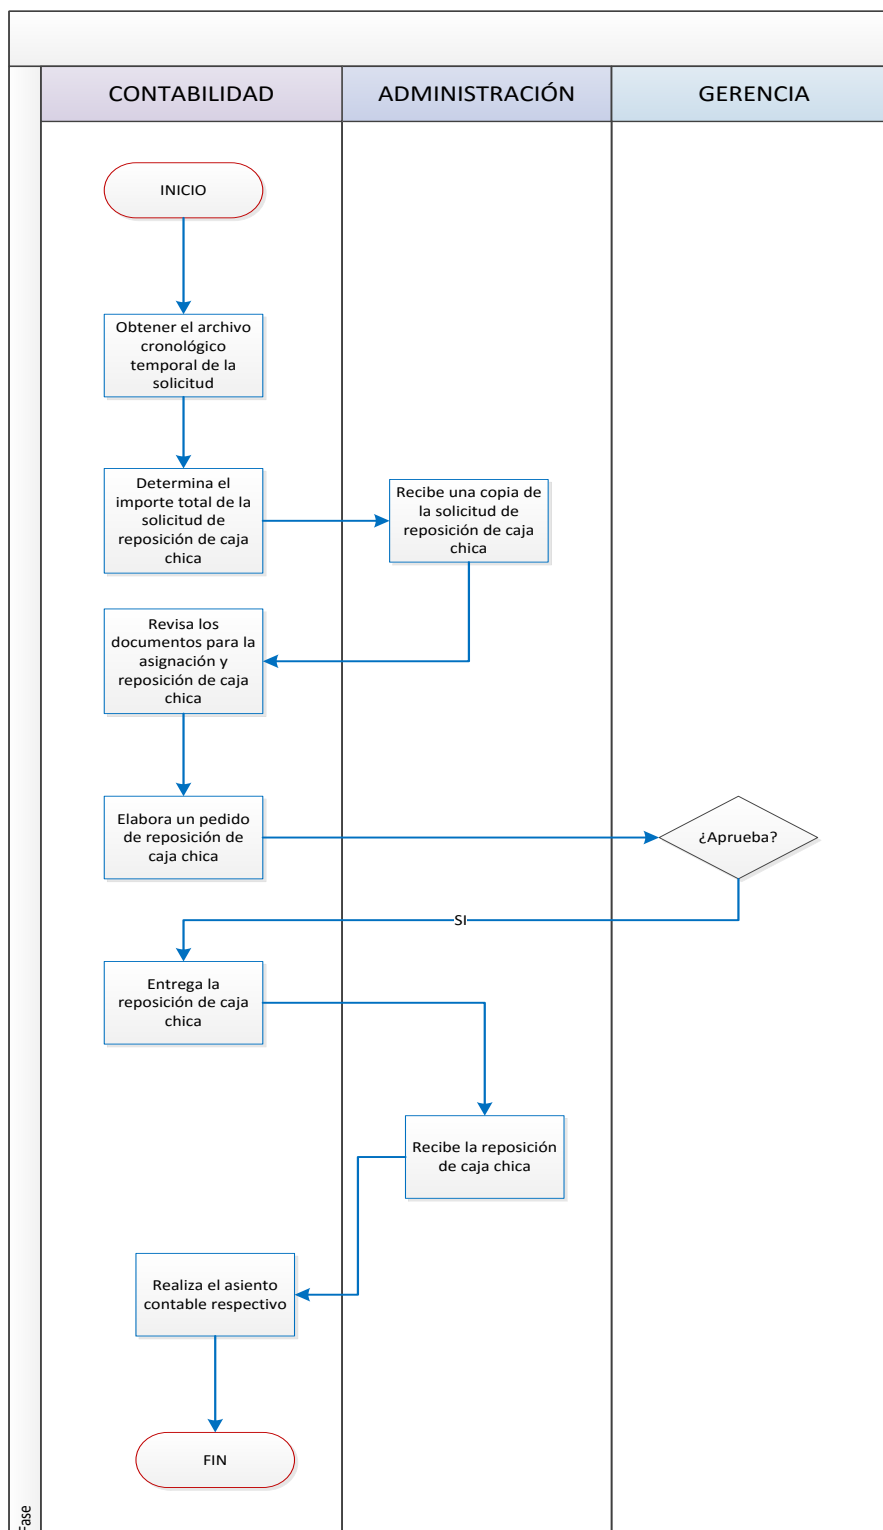 CONTABILIDAD
ADMINISTRACIÓN
GERENCIA
INICIO
Obtener el archivo
cronológico
temporal de la
solicitud
Determina el
importe total de la
solicitud de
reposición de caja
chica
Recibe una copia de
la solicitud de
reposición de caja
chica
Revisa los
documentos para la
asignación y
reposición de caja
chica
Elabora un pedido
de reposición de
caja chica
¿Aprueba?
SI
Entrega la
reposición de caja
chica
Recibe la reposición
de caja chica
Realiza el asiento
contable respectivo
FIN
Fase